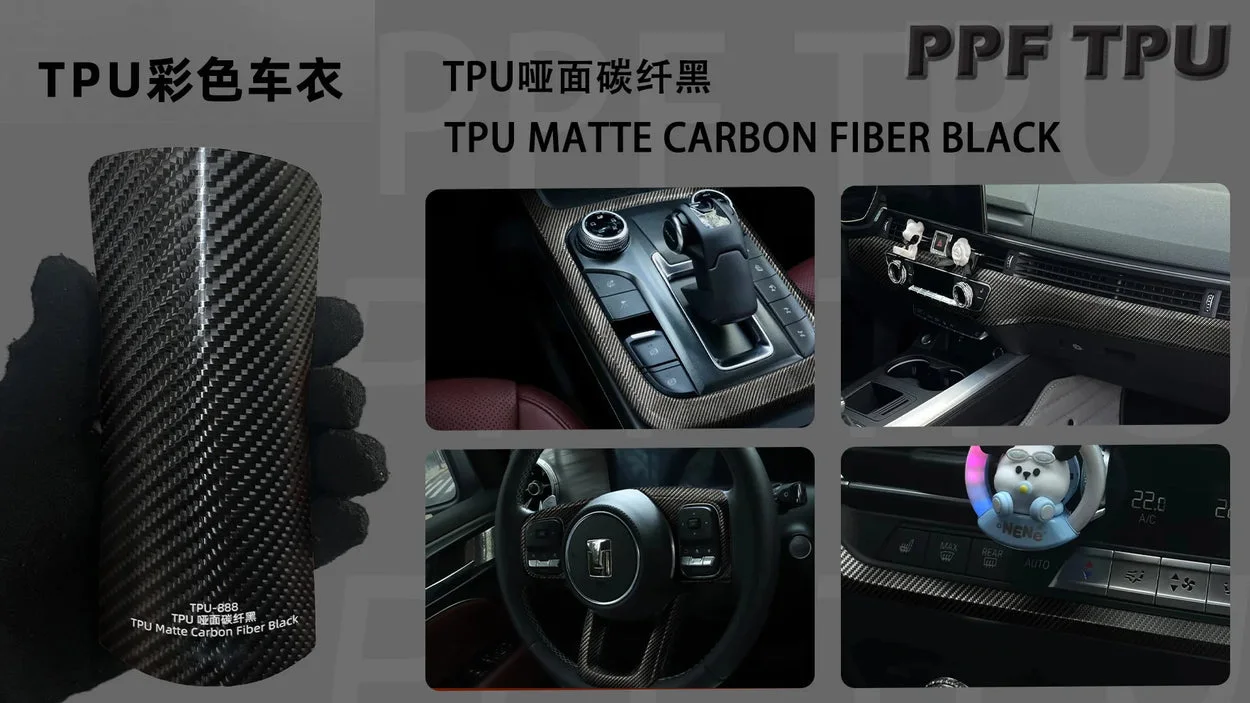 TPU彩色车衣
TPU哑面碳纤黑
TPU MATTE CARBON FIBER BLACK
PPF TPU
PPF TPU
TPU-888
TPU 哑面碳纤黑
TPU Matte Carbon Fiber Black
NENe
22.0
A/C
MAX
REAR
AUTO